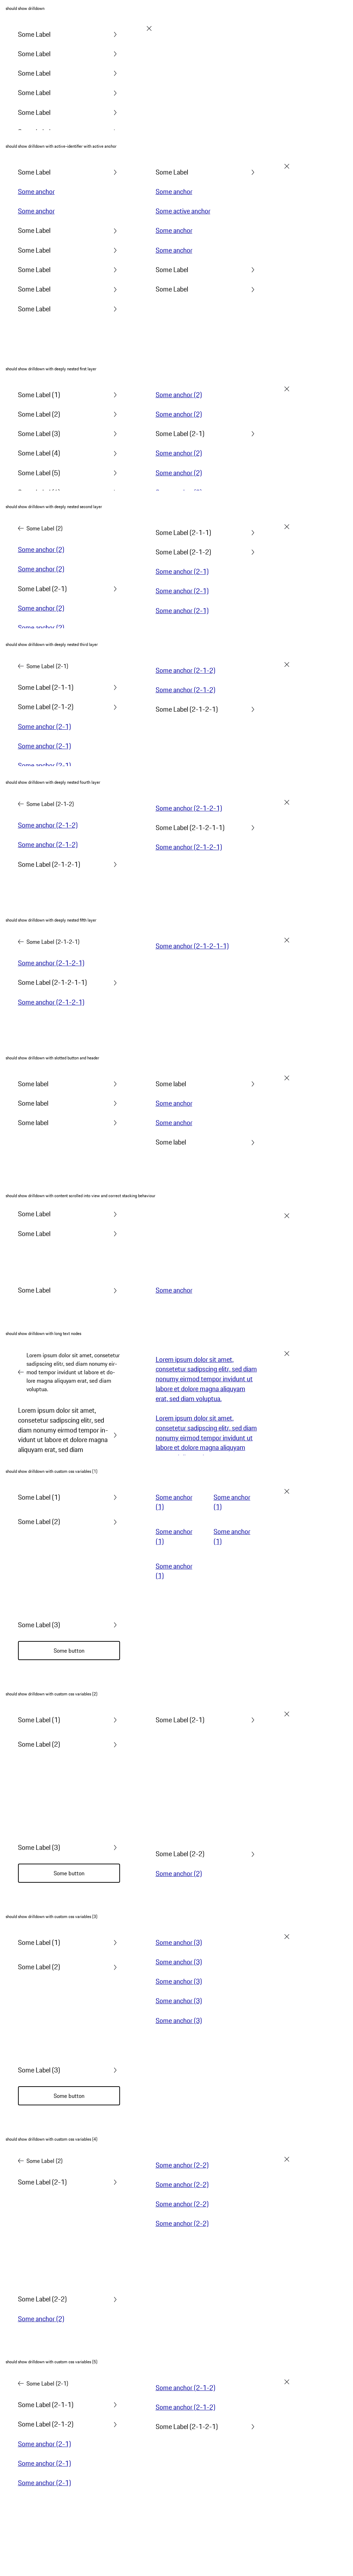 should show drilldown
Some Label
Some Label
Some Label
Some Label
Some Label
should show drilldown with active-identifier with active anchor
Some Label
Some Label
Some anchor
Some anchor
Some anchor
Some active anchor
Some Label
Some anchor
Some Label
Some anchor
Some Label
Some Label
Some Label
Some Label
Some Label
should show drilldown with deeply nested first layer
Some Label (1)
Some anchor (2)
Some Label (2)
Some anchor (2)
Some Label (3)
Some Label (2-1)
Some Label (4)
Some anchor (2)
Some Label (5)
Some anchor (2)
should show drilldown with deeply nested second layer
Some Label (2)
Some Label (2-1-1)
Some anchor (2)
Some Label (2-1-2)
Some anchor (2)
Some anchor (2-1)
Some Label (2-1)
Some anchor (2-1)
Some anchor (2)
Some anchor (2-1)
Some anchor (2)
should show drilldown with deeply nested third layer
Some Label (2-1)
Some anchor (2-1-2)
Some Label (2-1-1)
Some anchor (2-1-2)
Some Label (2-1-2)
Some Label (2-1-2-1)
Some anchor (2-1)
Some anchor (2-1)
Some anchor (2-1)
should show drilldown with deeply nested fourth layer
Some Label (2-1-2)
Some anchor (2-1-2-1)
Some anchor (2-1-2)
Some Label (2-1-2-1-1)
Some anchor (2-1-2)
Some anchor (2-1-2-1)
Some Label (2-1-2-1)
should show drilldown with deeply nested fifth layer
Some Label (2-1-2-1)
Some anchor (2-1-2-1-1)
Some anchor (2-1-2-1)
Some Label (2-1-2-1-1)
Some anchor (2-1-2-1)
should show drilldown with slotted button and header
Some label
Some label
Some label
Some anchor
Some label
Some anchor
Some label
should show drilldown with content scrolled into view and correct stacking behaviour
Some Label
Some Label
Some Label
Some anchor
should show drilldown with long text nodes
Lorem ipsum dolor sit amet, consetetur
sadipscing elitr, sed diam nonumy eir-
mod tempor invidunt ut labore et do-
lore magna aliquyam erat, sed diam
voluptua.
Lorem ipsum dolor sit amet,
consetetur sadipscing elitr, sed diam
nonumy eirmod tempor invidunt ut
labore et dolore magna aliquyam
erat, sed diam voluptua.
Lorem ipsum dolor sit amet,
consetetur sadipscing elitr, sed
diam nonumy eirmod tempor in-
vidunt ut labore et dolore magna
aliquyam erat, sed diam
Lorem ipsum dolor sit amet,
consetetur sadipscing elitr, sed diam
nonumy eirmod tempor invidunt ut
labore et dolore magna aliquyam
should show drilldown with custom css variables (1)
Some Label (1)
Some anchor
(1)
Some anchor
(1)
Some Label (2)
Some anchor
(1)
Some anchor
(1)
Some anchor
(1)
Some Label (3)
Some button
should show drilldown with custom css variables (2)
Some Label (1)
Some Label (2-1)
Some Label (2)
Some Label (3)
Some Label (2-2)
Some button
Some anchor (2)
should show drilldown with custom css variables (3)
Some Label (1)
Some anchor (3)
Some anchor (3)
Some Label (2)
Some anchor (3)
Some anchor (3)
Some anchor (3)
Some Label (3)
Some button
should show drilldown with custom css variables (4)
Some Label (2)
Some anchor (2-2)
Some Label (2-1)
Some anchor (2-2)
Some anchor (2-2)
Some anchor (2-2)
Some Label (2-2)
Some anchor (2)
should show drilldown with custom css variables (5)
Some Label (2-1)
Some anchor (2-1-2)
Some Label (2-1-1)
Some anchor (2-1-2)
Some Label (2-1-2)
Some Label (2-1-2-1)
Some anchor (2-1)
Some anchor (2-1)
Some anchor (2-1)